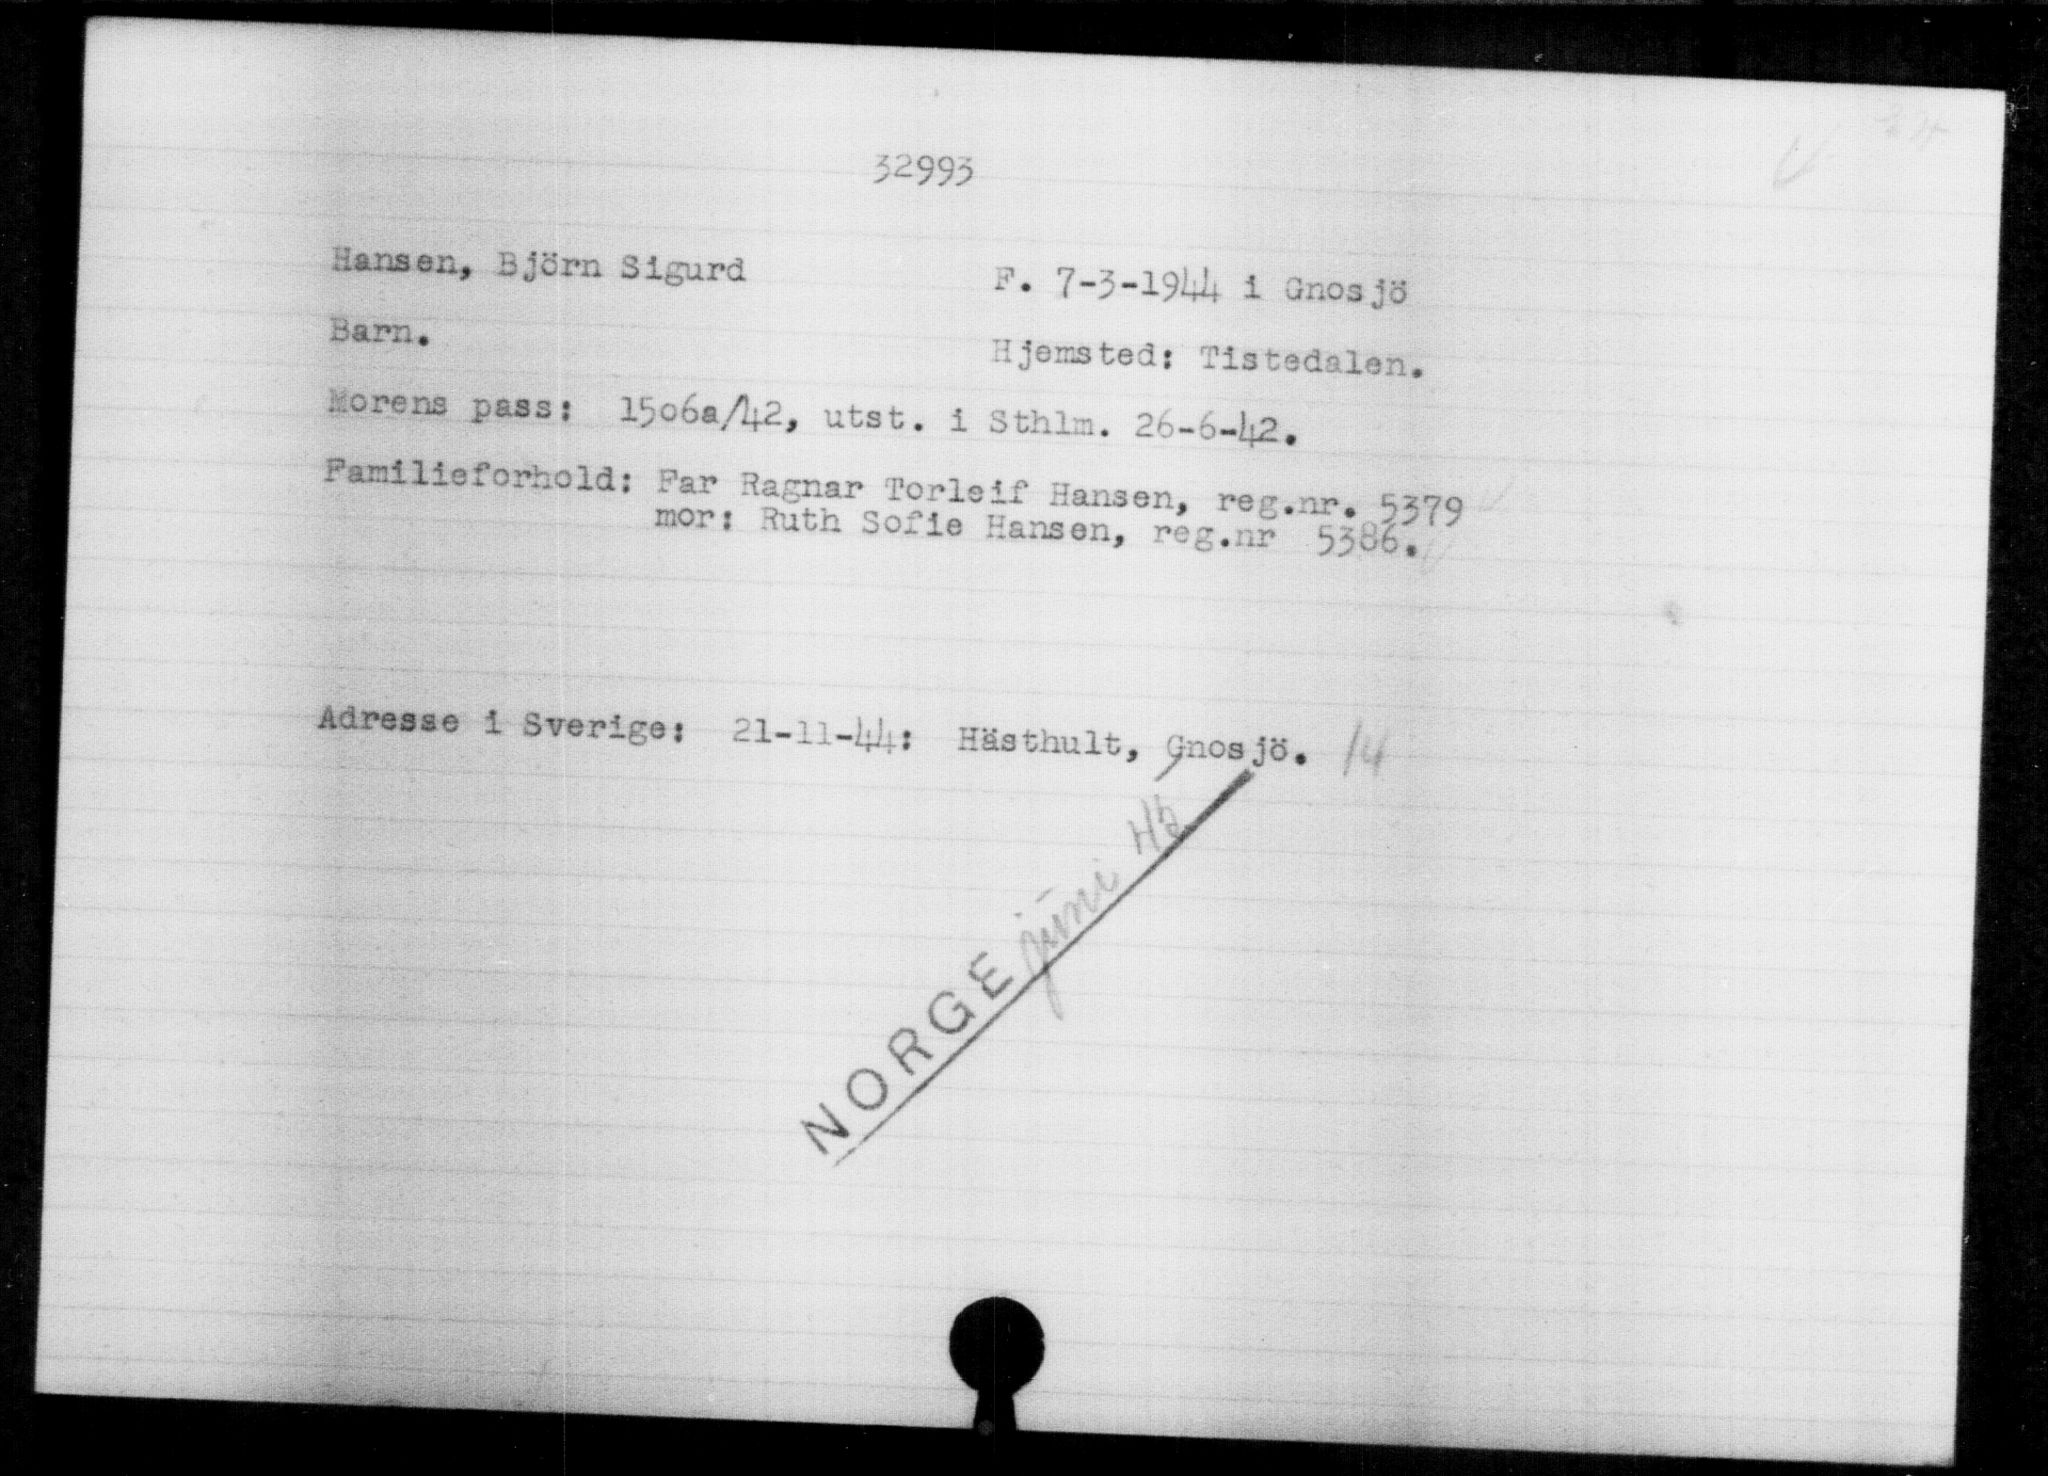 32993
Hansen, Björn Sigurd F. 7-3-1944 i Gnosjö
Barn. Hjemsted: Tistedalen.
Morens pass: 1506a/42, utst. i Sthlm. 26-6-42.
Familieforhold: Far Ragnar Torleif Hansen, reg.nr. 5379
mor: Ruth Sofie Hansen, reg.nr 5386.
Adresse i Sverige: 21-11-44: Hästhult, Gnosjö. 14
NORGE juni